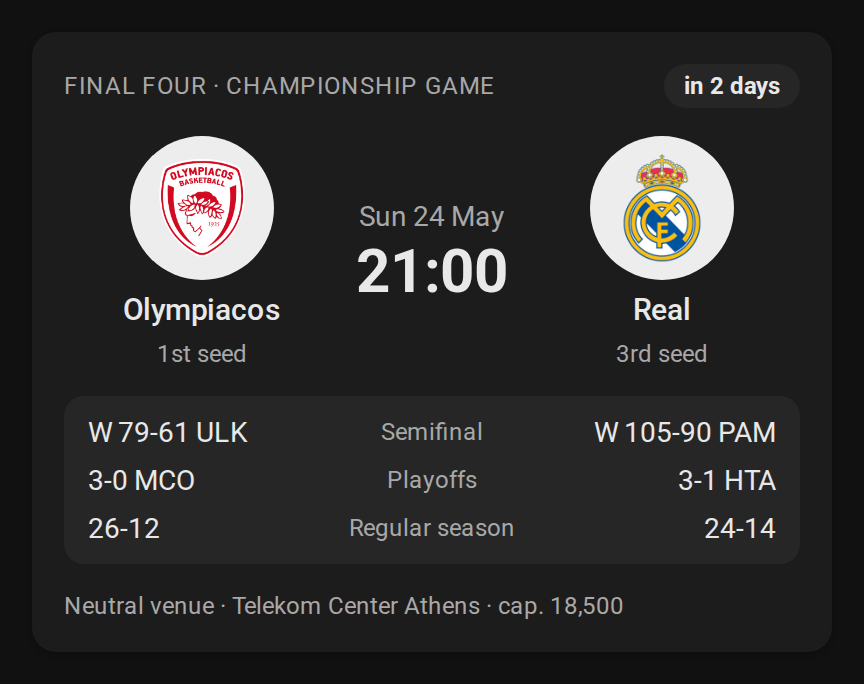 FINAL FOUR · CHAMPIONSHIP GAME
in 2 days
OLYMPIACOS
BASKETBALL
1925
Sun 24 May
21:00
Olympiacos
Real
1st seed
3rd seed
W 79-61 ULK Semifinal W 105-90 PAM
3-0 MCO Playoffs 3-1 HTA
26-12 Regular season 24-14
Neutral venue · Telekom Center Athens · cap. 18,500